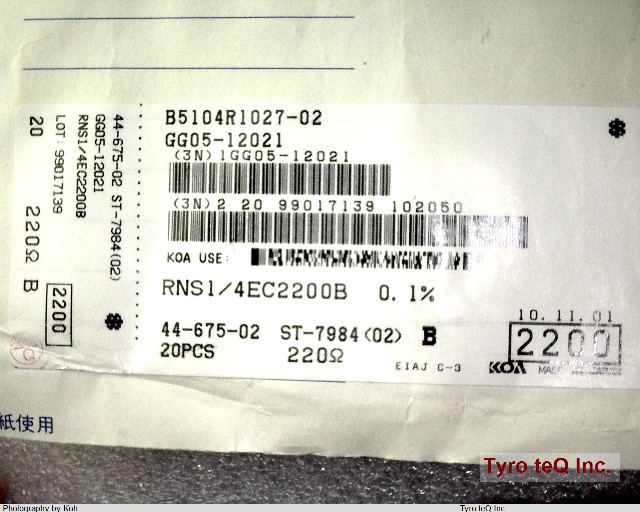 B5104R1027-02
GG05-12021
(3N) 1GG05-12021
(3N) 2 20 99017139 102050
KOA USE:
RNS1/4EC2200B 0.1%
44-675-02 ST-7984(02) B
20PCS 220Ω
EIAJ C-3
10.11.01
2200
KOA
44-675-02 ST-7984(02)
GG05-12021
RNS1/4EC2200B
LOT: 99017139
20 220Ω B
2200
紙使用
Tyro teQ Inc.
Photography by Koh
Tyro teQ Inc